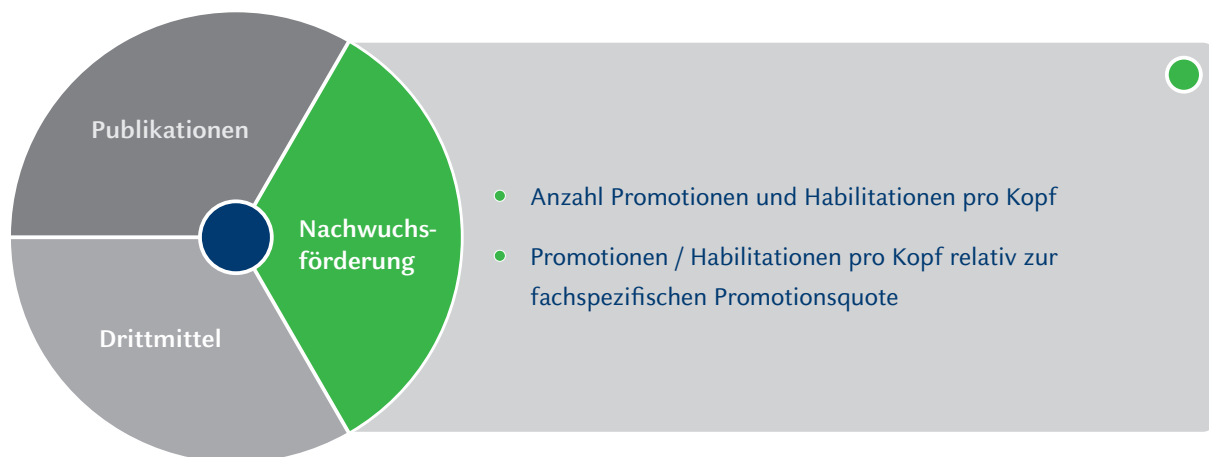 Publikationen
Nachwuchs-
förderung
Drittmittel
Anzahl Promotionen und Habilitationen pro Kopf
Promotionen / Habilitationen pro Kopf relativ zur
fachspezifischen Promotionsquote